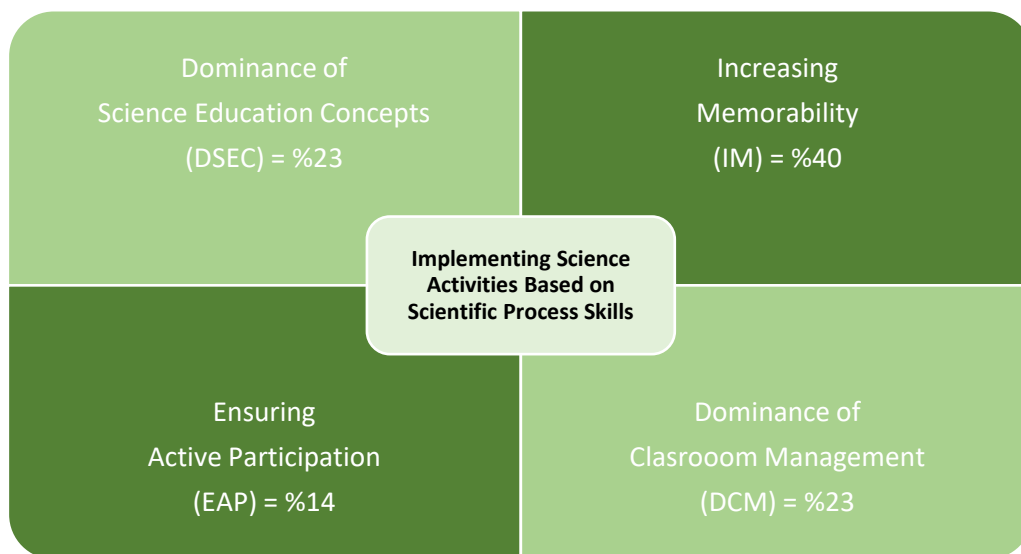 Dominance of
Science Education Concepts
(DSEC) = %23
Increasing
Memorability
(IM) = %40
Implementing Science
Activities Based on
Scientific Process Skills
Ensuring
Active Participation
(EAP) = %14
Dominance of
Clasrooom Management
(DCM) = %23